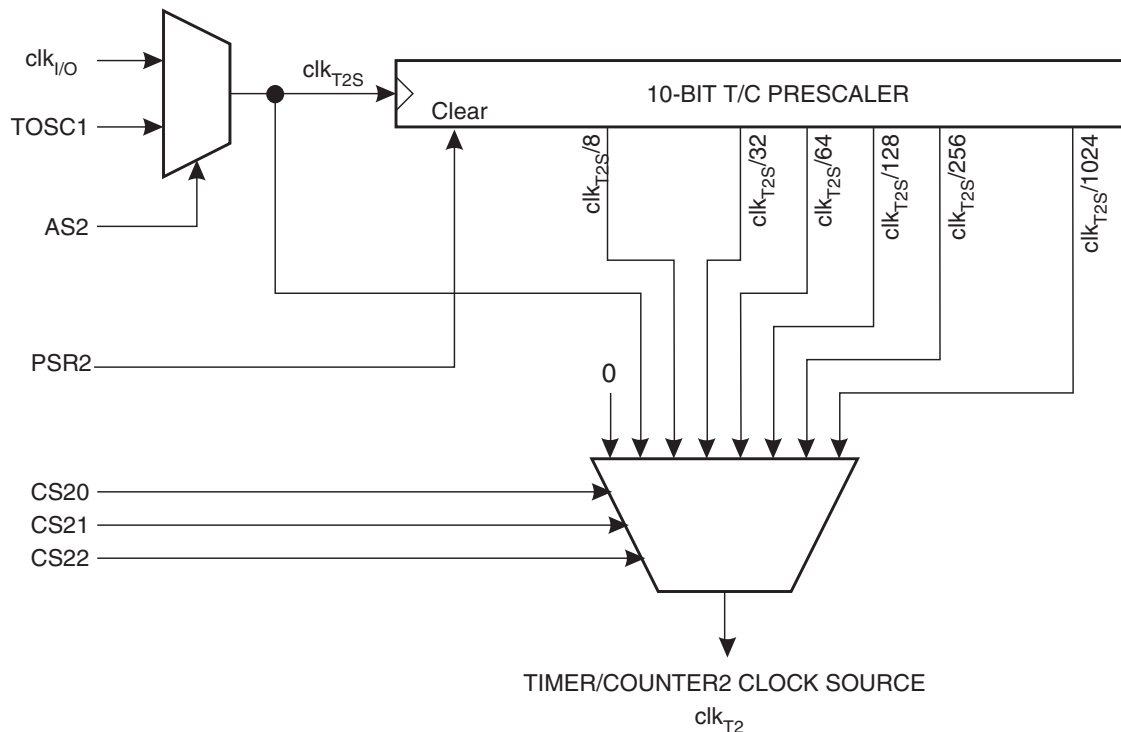 clkI/O
TOSC1
AS2
PSR2
clkT2S
10-BIT T/C PRESCALER
Clear
clkT2S/8
clkT2S/32
clkT2S/64
clkT2S/128
clkT2S/256
clkT2S/1024
0
CS20
CS21
CS22
TIMER/COUNTER2 CLOCK SOURCE
clkT2